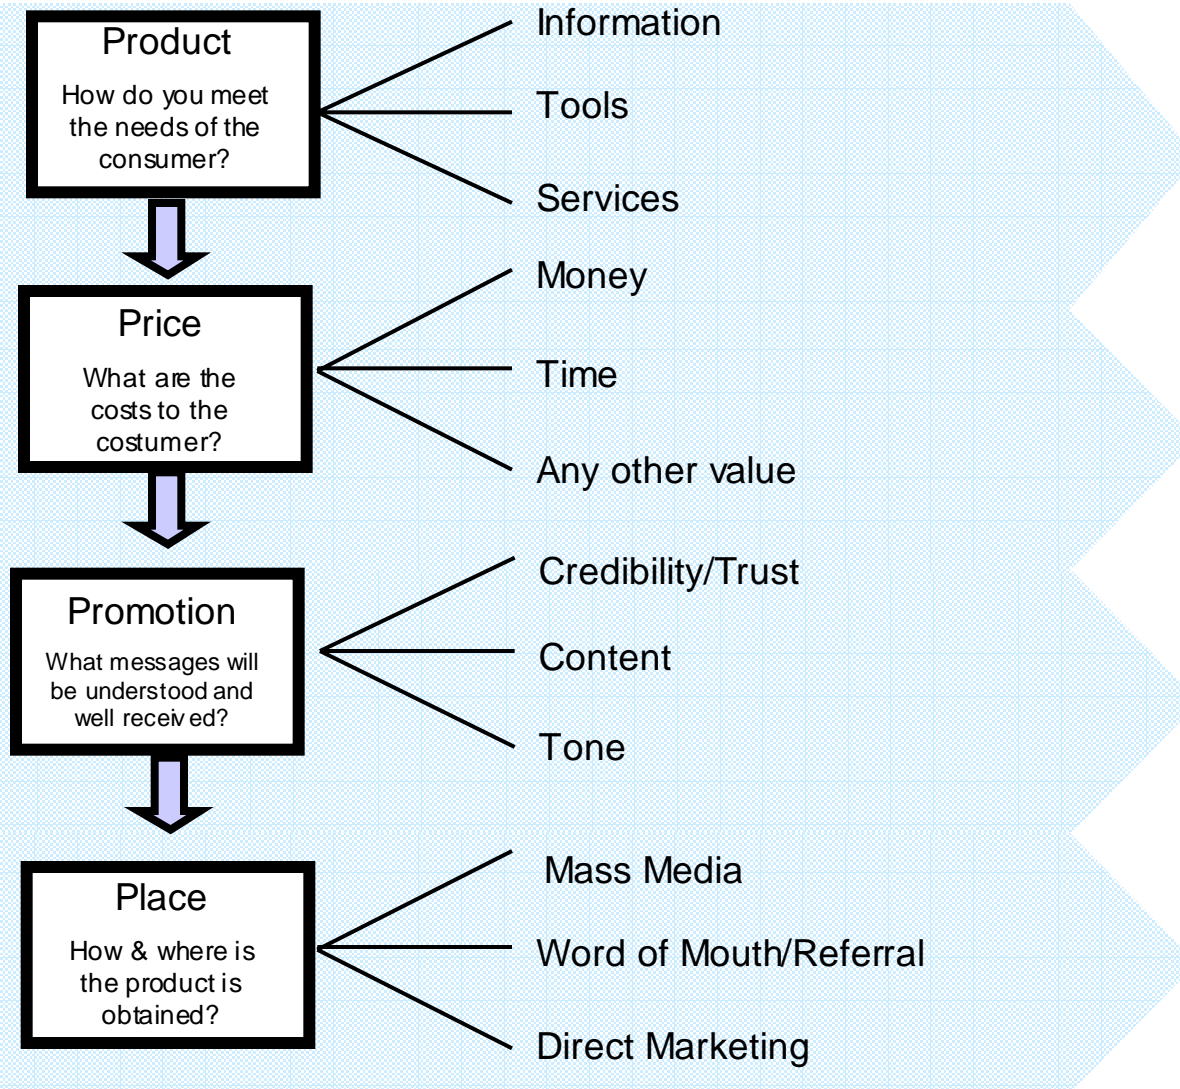 Product
How do you meet
the needs of the
consumer?
Information
Tools
Services
Price
What are the
costs to the
costumer?
Money
Time
Any other value
Promotion
What messages will
be understood and
well received?
Credibility/Trust
Content
Tone
Place
How & where is
the product is
obtained?
Mass Media
Word of Mouth/Referral
Direct Marketing